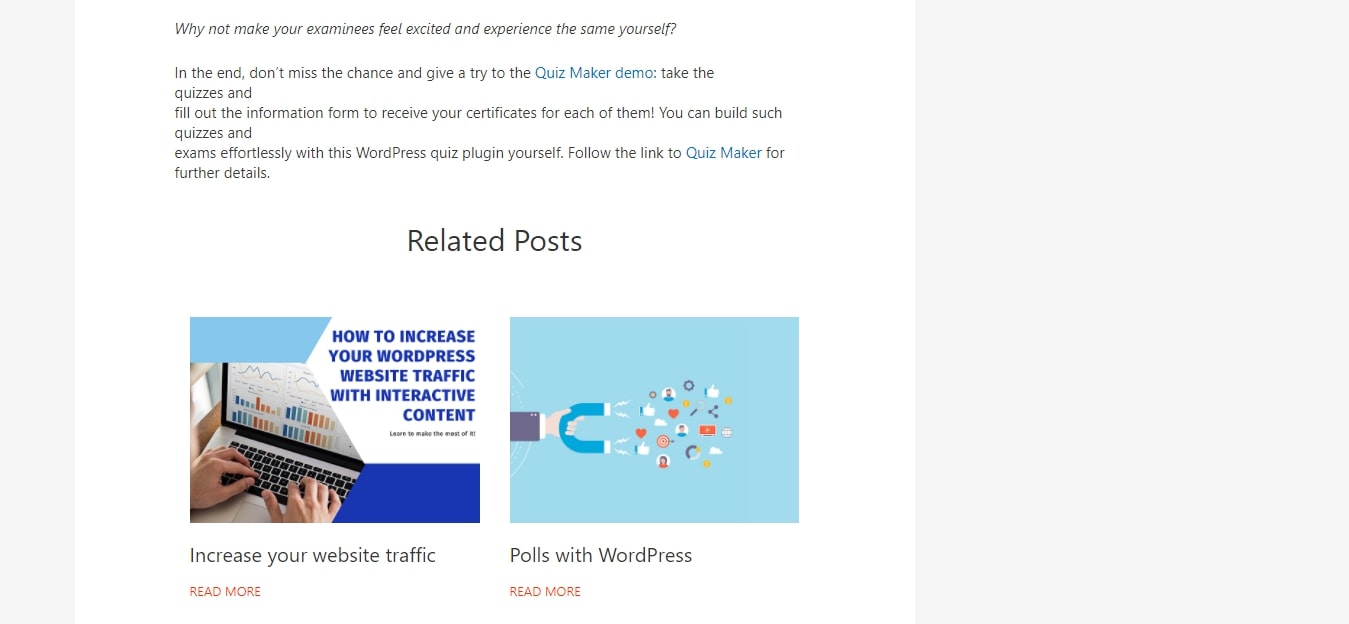 Why not make your examinees feel excited and experience the same yourself?
In the end, don't miss the chance and give a try to the Quiz Maker demo: take the
quizzes and
fill out the information form to receive your certificates for each of them! You can build such
quizzes and
exams effortlessly with this WordPress quiz plugin yourself. Follow the link to Quiz Maker for
further details.
Related Posts
HOW TO INCREASE
YOUR WORDPRESS
WEBSITE TRAFFIC
WITH INTERACTIVE
CONTENT
Learn to make the most of it!
Increase your website traffic
READ MORE
Polls with WordPress
READ MORE